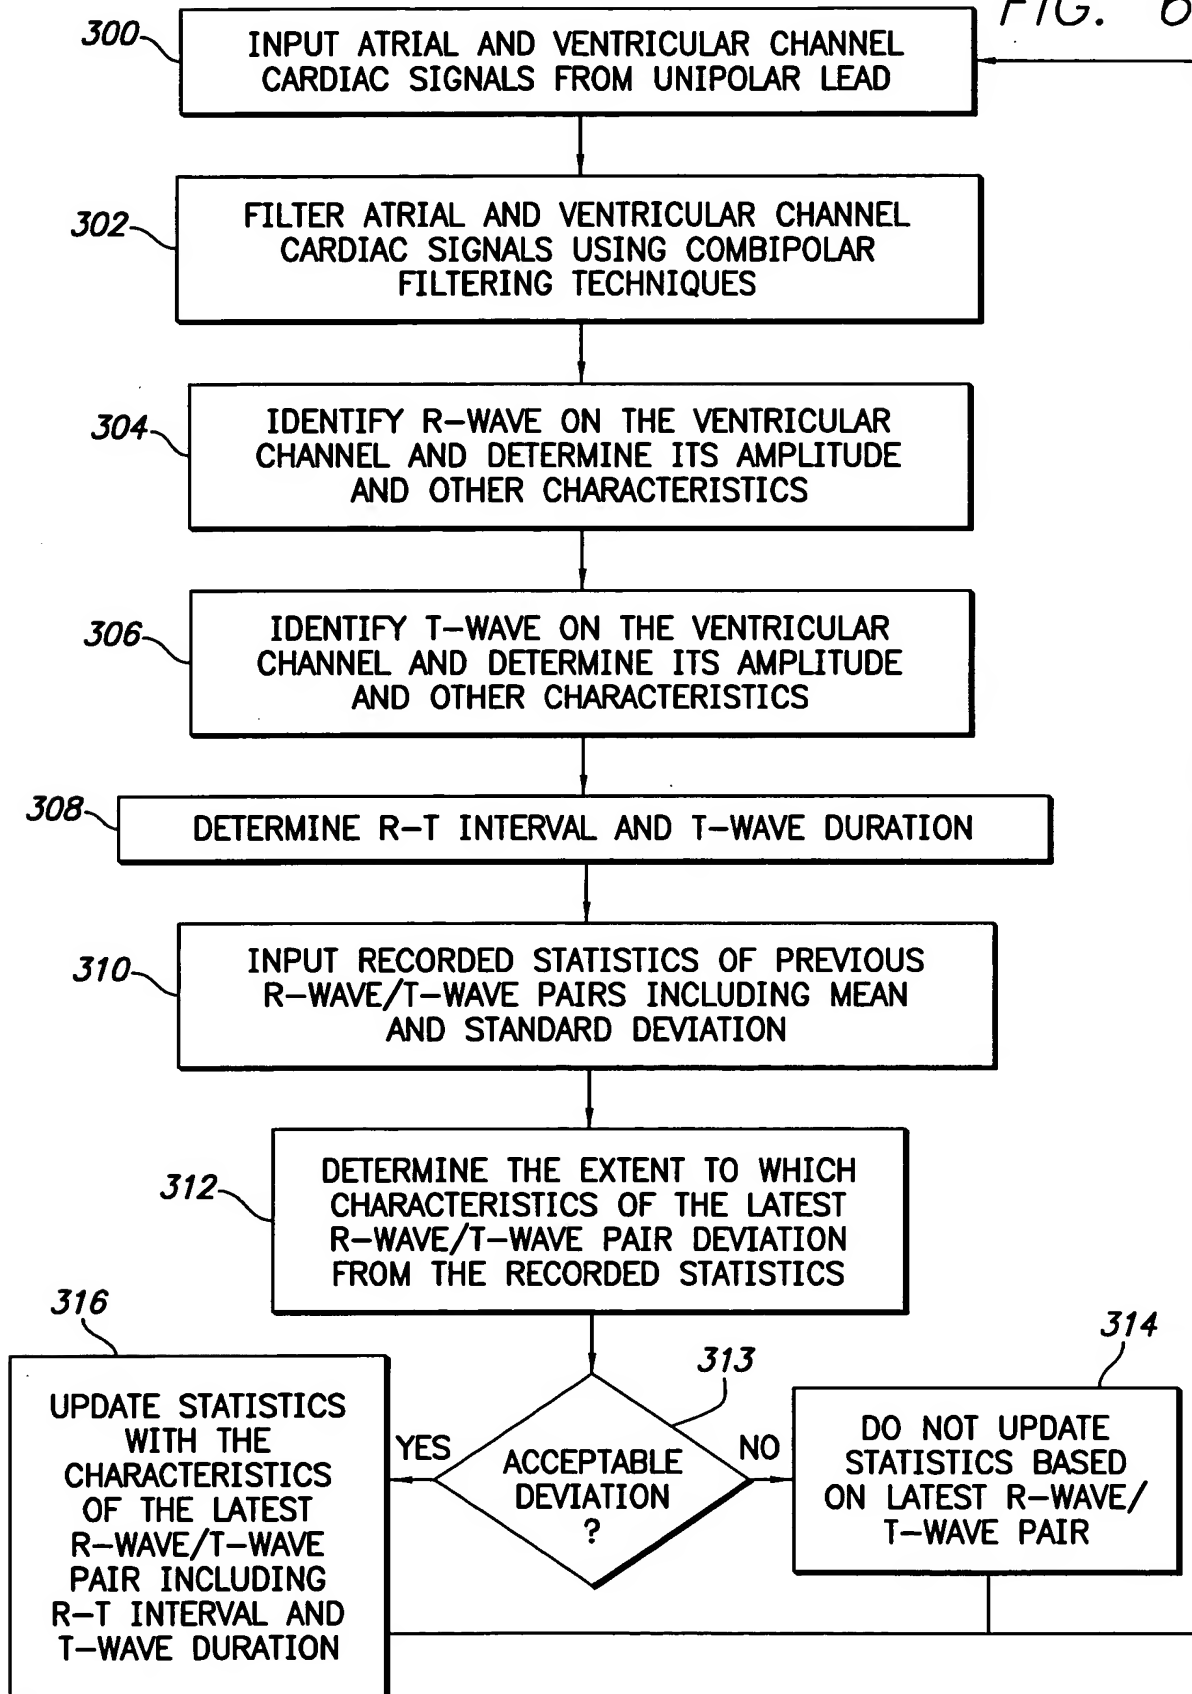 FIG. 6
300
INPUT ATRIAL AND VENTRICULAR CHANNEL
CARDIAC SIGNALS FROM UNIPOLAR LEAD
302
FILTER ATRIAL AND VENTRICULAR CHANNEL
CARDIAC SIGNALS USING COMBIPOLAR
FILTERING TECHNIQUES
304
IDENTIFY R-WAVE ON THE VENTRICULAR
CHANNEL AND DETERMINE ITS AMPLITUDE
AND OTHER CHARACTERISTICS
306
IDENTIFY T-WAVE ON THE VENTRICULAR
CHANNEL AND DETERMINE ITS AMPLITUDE
AND OTHER CHARACTERISTICS
308
DETERMINE R-T INTERVAL AND T-WAVE DURATION
310
INPUT RECORDED STATISTICS OF PREVIOUS
R-WAVE/T-WAVE PAIRS INCLUDING MEAN
AND STANDARD DEVIATION
312
DETERMINE THE EXTENT TO WHICH
CHARACTERISTICS OF THE LATEST
R-WAVE/T-WAVE PAIR DEVIATION
FROM THE RECORDED STATISTICS
316
UPDATE STATISTICS
WITH THE
CHARACTERISTICS
OF THE LATEST
R-WAVE/T-WAVE
PAIR INCLUDING
R-T INTERVAL AND
T-WAVE DURATION
YES
313
ACCEPTABLE
DEVIATION
?
NO
314
DO NOT UPDATE
STATISTICS BASED
ON LATEST R-WAVE/
T-WAVE PAIR